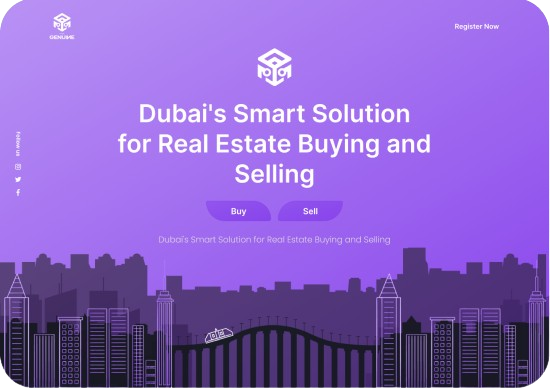 GENUINE
Register Now
Dubai's Smart Solution
for Real Estate Buying and
Selling
Follow us
Buy
Sell
Dubai's Smart Solution for Real Estate Buying and Selling